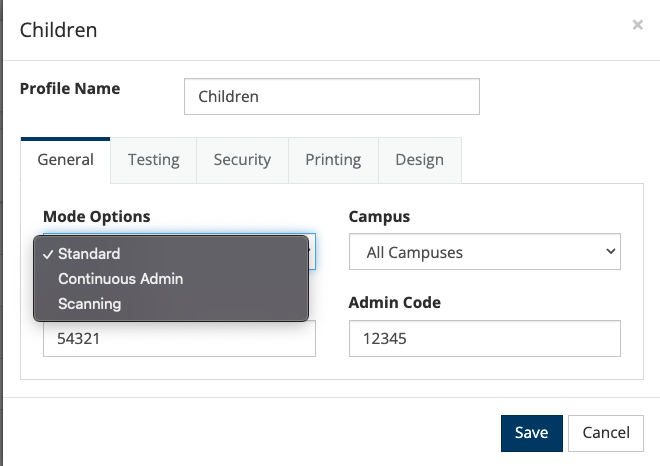 Children
×
Profile Name
Children
General Testing Security Printing Design
Mode Options Campus
✓ Standard All Campuses
Continuous Admin
Scanning Admin Code
54321 12345
Save Cancel